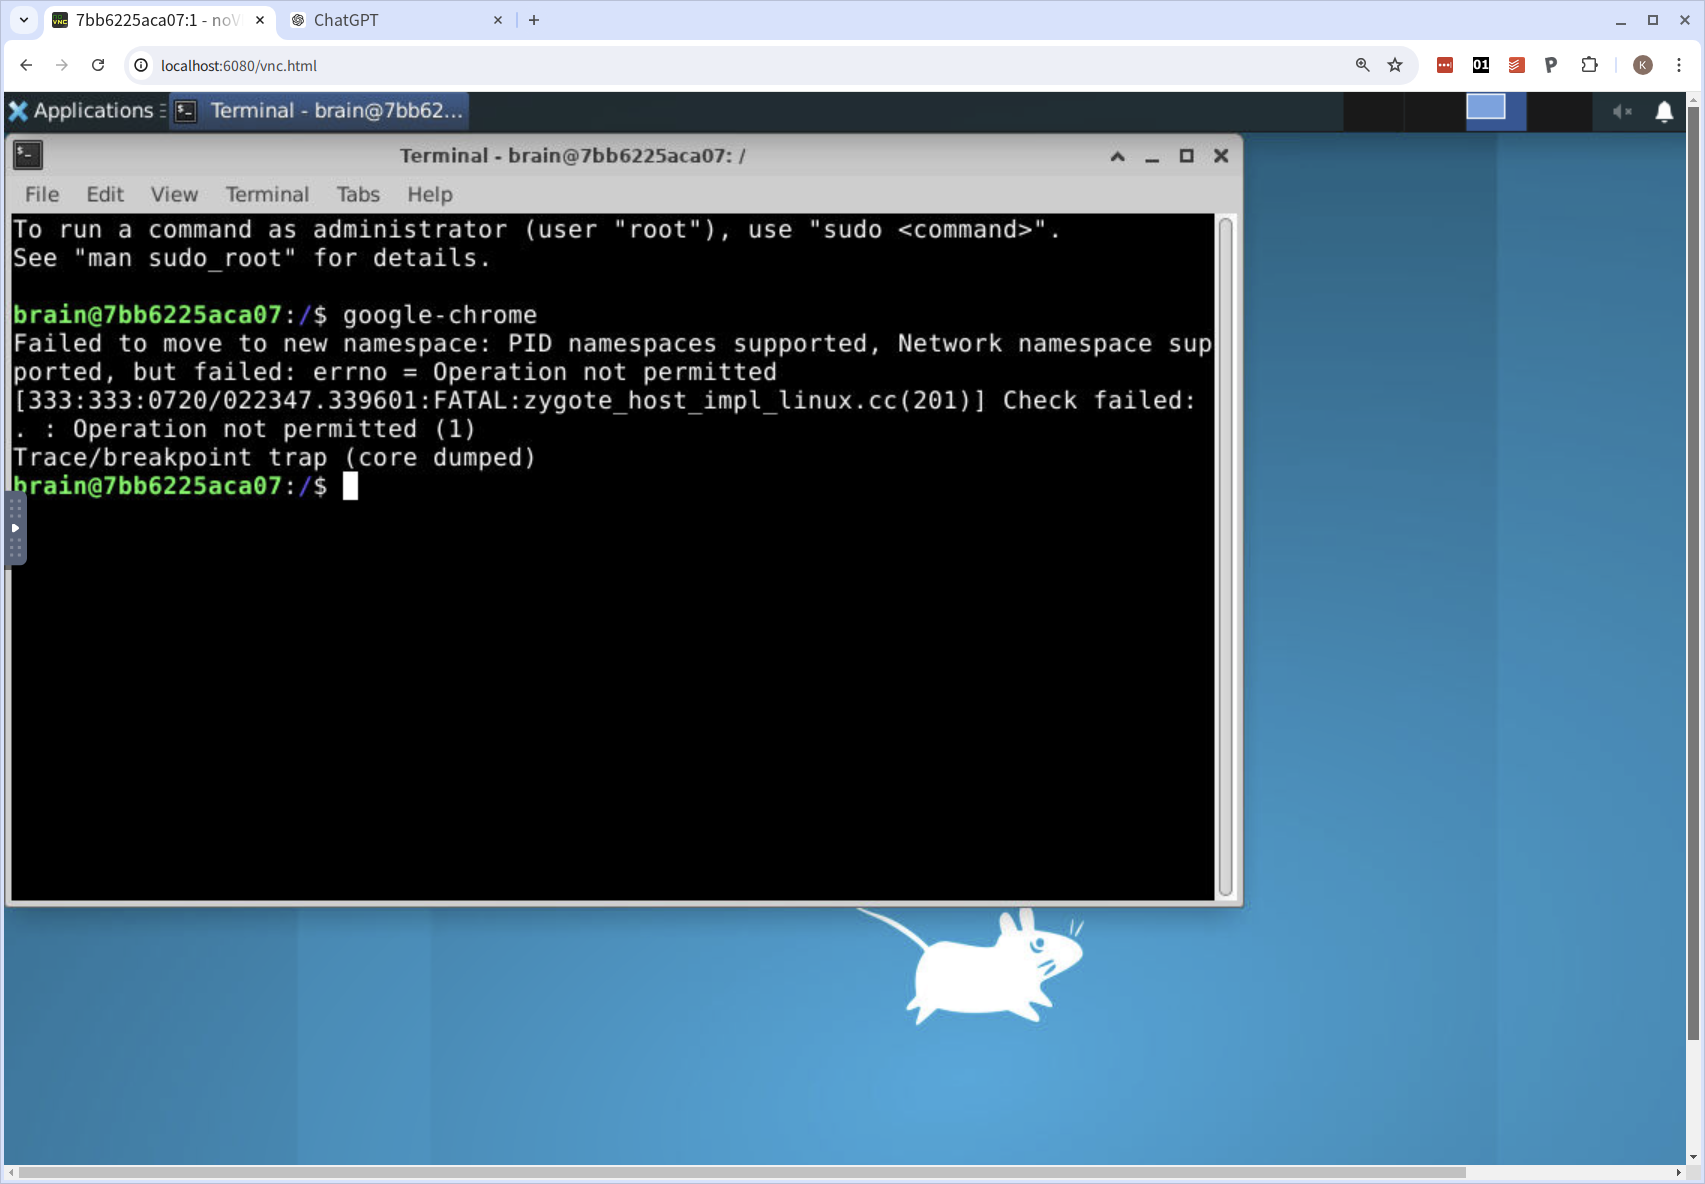 7bb6225aca07:1 - noV
ChatGPT
localhost:6080/vnc.html
01
P
K
Applications
Terminal - brain@7bb62...
Terminal - brain@7bb6225aca07: /
File Edit View Terminal Tabs Help
To run a command as administrator (user "root"), use "sudo <command>".
See "man sudo_root" for details.
brain@7bb6225aca07:/$ google-chrome
Failed to move to new namespace: PID namespaces supported, Network namespace sup
ported, but failed: errno = Operation not permitted
[333:333:0720/022347.339601:FATAL:zygote_host_impl_linux.cc(201)] Check failed:
. : Operation not permitted (1)
Trace/breakpoint trap (core dumped)
brain@7bb6225aca07:/$